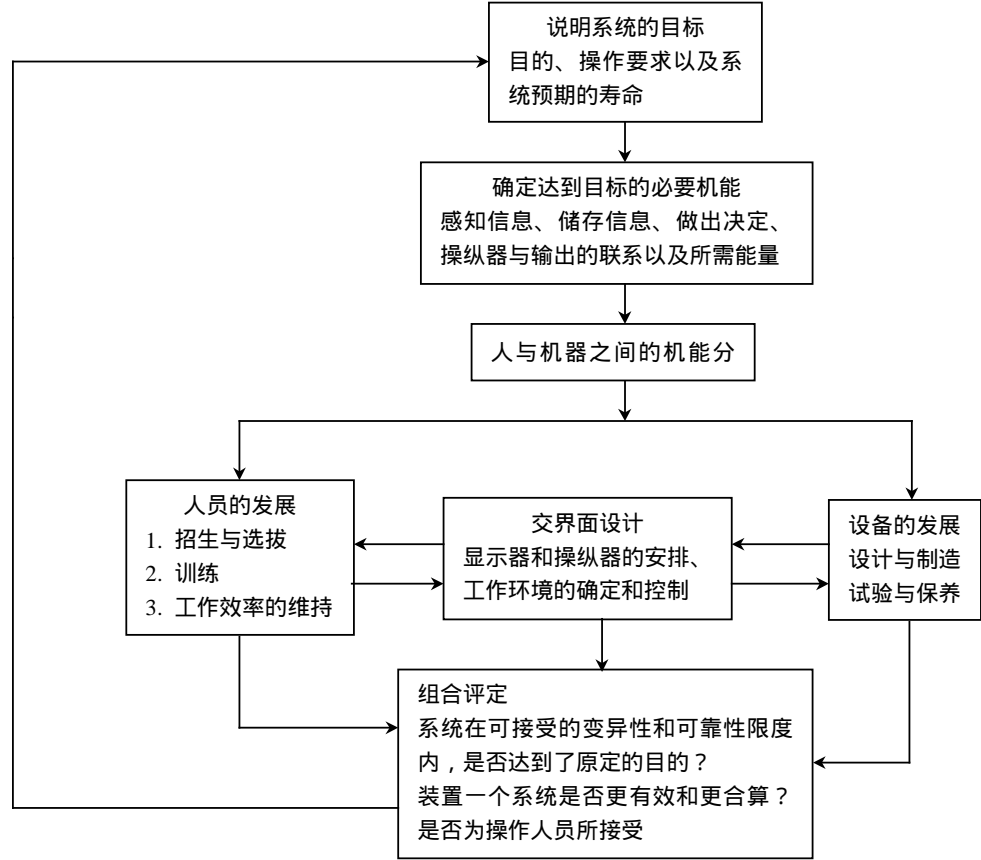 说明系统的目标
目的、操作要求以及系
统预期的寿命
确定达到目标的必要机能
感知信息、储存信息、做出决定、
操纵器与输出的联系以及所需能量
人与机器之间的机能分
人员的发展
1. 招生与选拔
2. 训练
3. 工作效率的维持
交界面设计
显示器和操纵器的安排、
工作环境的确定和控制
设备的发展
设计与制造
试验与保养
组合评定
系统在可接受的变异性和可靠性限度
内，是否达到了原定的目的？
装置一个系统是否更有效和更合算？
是否为操作人员所接受